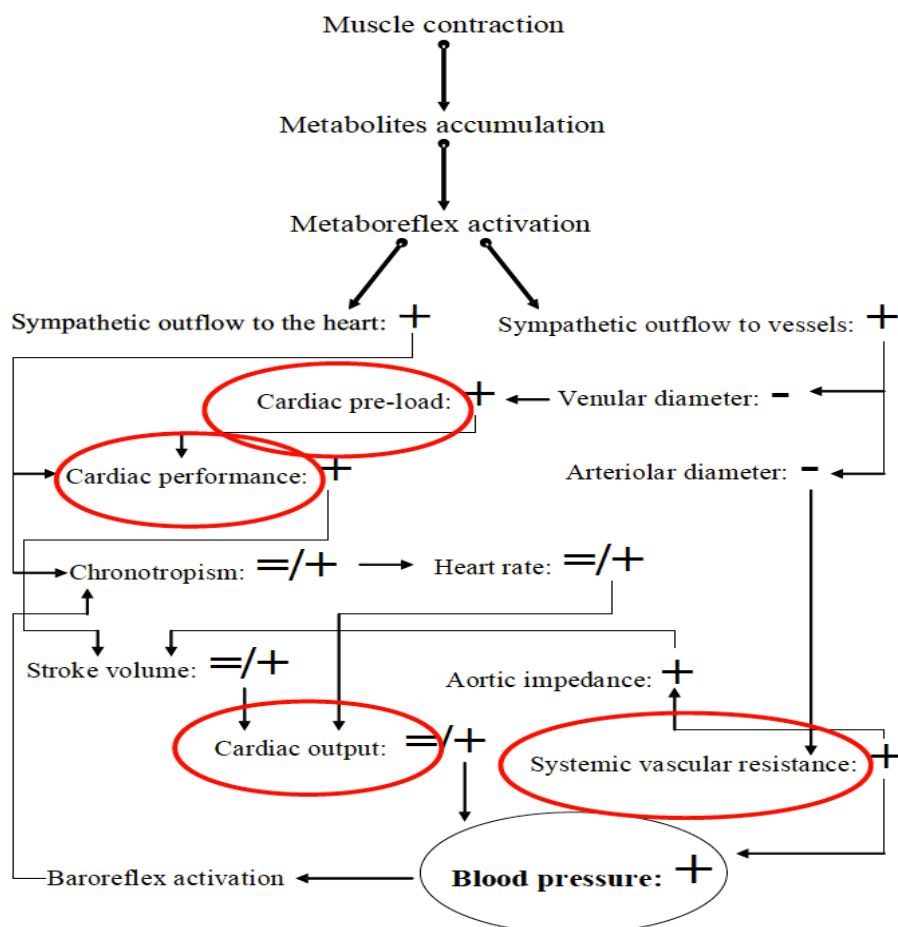 Muscle contraction
Metabolites accumulation
Metaboreflex activation
Sympathetic outflow to the heart: +
Sympathetic outflow to vessels: +
Cardiac pre-load: +
Venular diameter: -
Cardiac performance: +
Arteriolar diameter: -
Chronotropism: =/+
Heart rate: =/+
Stroke volume: =/+
Aortic impedance: +
Cardiac output: =/+
Systemic vascular resistance: +
Baroreflex activation
Blood pressure: +